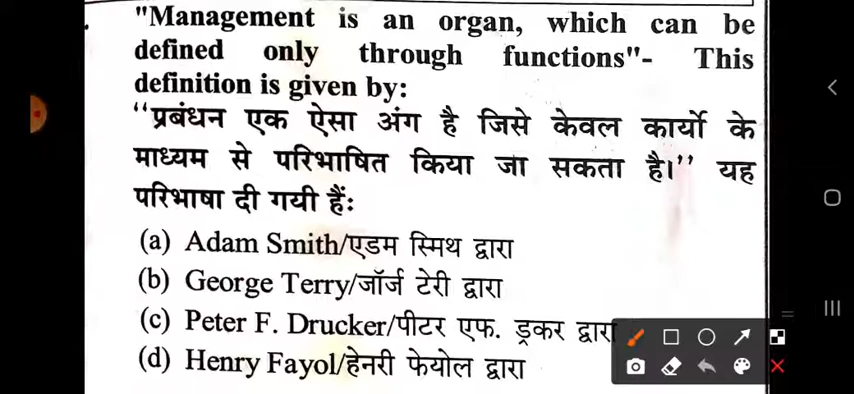 "Management is an organ, which can be
defined only through functions"- This
definition is given by:
‘‘प्रबंधन एक ऐसा अंग है जिसे केवल कार्यो के
माध्यम से परिभाषित किया जा सकता है।’’ यह
परिभाषा दी गयी हैंः
(a) Adam Smith/एडम स्मिथ द्वारा
(b) George Terry/जॉर्ज टेरी द्वारा
(c) Peter F. Drucker/पीटर एफ. ड्रकर द्वारा
(d) Henry Fayol/हेनरी फेयोल द्वारा